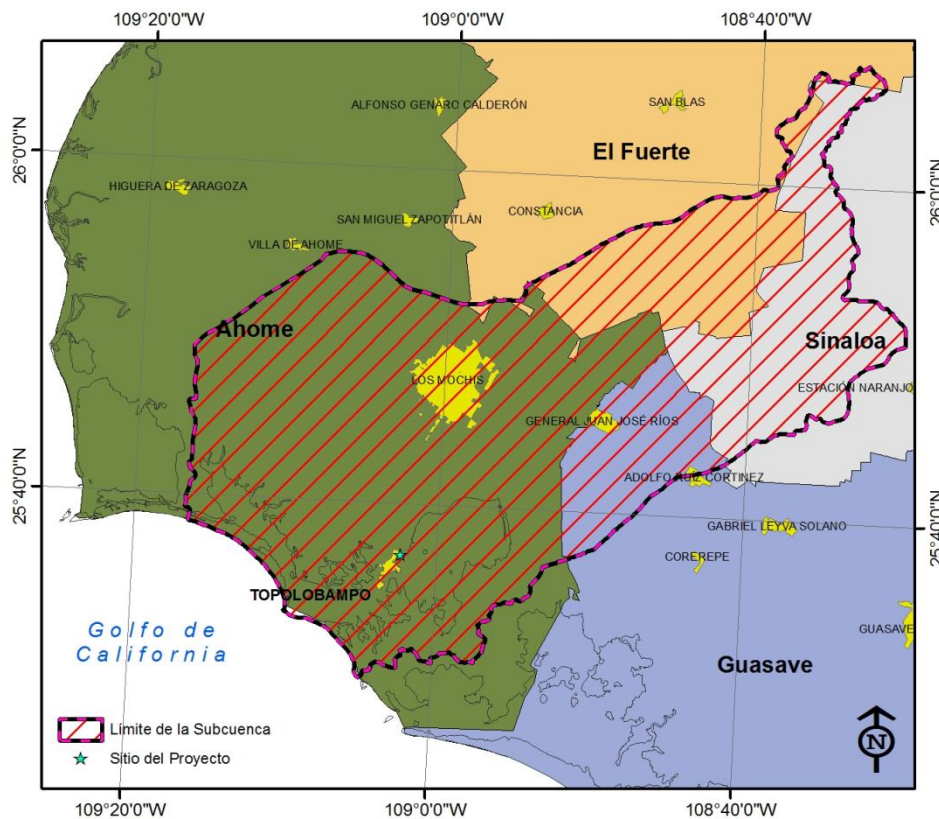 109°20'0"W
109°0'0"W
108°40'0"W
ALFONSO GENARO CALDERÓN
SAN BLAS
26°0'0"N
El Fuerte
26°0'0"N
HIGUERA DE ZARAGOZA
SAN MIGUEL ZAPOTITLÁN
CONSTANCIA
VILLA DE AHOME
Ahome
Sinaloa
LOS MOCHIS
ESTACIÓN NARANJO
GENERAL JUAN JOSÉ RÍOS
ADOLFO RUIZ CORTINEZ
25°40'0"N
GABRIEL LEYVA SOLANO
25°40'0"N
COREREPE
TOPOLOBAMPO
GUASAVE
Golfo de
California
Guasave
Límite de la Subcuenca
Sitio del Proyecto
N
109°20'0"W
109°0'0"W
108°40'0"W